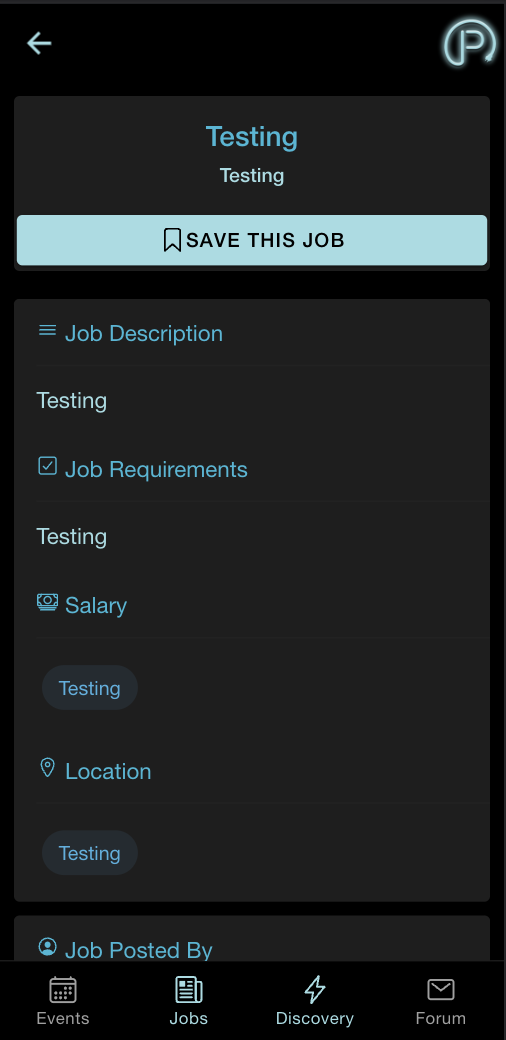 P
Testing
Testing
SAVE THIS JOB
Job Description
Testing
Job Requirements
Testing
Salary
Testing
Location
Testing
Job Posted By
Events
Jobs
Discovery
Forum